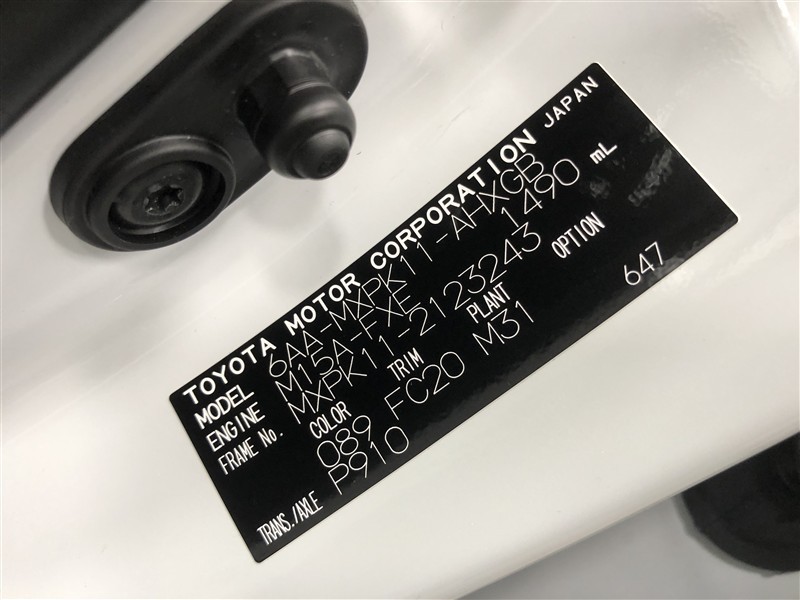 TOYOTA MOTOR CORPORATION JAPAN
MODEL 6AA-MXPK11-AHXGB
ENGINE M15A-FXE 1490 mL
FRAME No. MXPK11-2123243
COLOR TRIM PLANT OPTION
089 FC20 M31 647
TRANS./AXLE P910